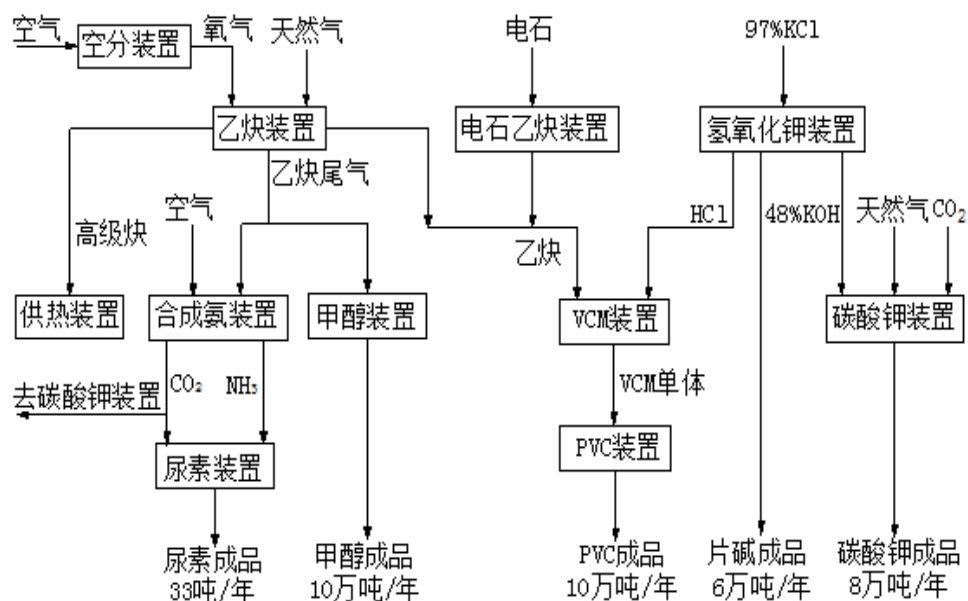 空气
空分装置
氧气
天然气
电石
97%KCl
乙炔装置
电石乙炔装置
氢氧化钾装置
乙炔尾气
空气
高级炔
乙炔
HCl
48%KOH
天然气
CO₂
供热装置
合成氨装置
甲醇装置
VCM装置
碳酸钾装置
去碳酸钾装置
CO₂
NH₃
VCM单体
尿素装置
PVC装置
尿素成品
33吨/年
甲醇成品
10万吨/年
PVC成品
10万吨/年
片碱成品
6万吨/年
碳酸钾成品
8万吨/年